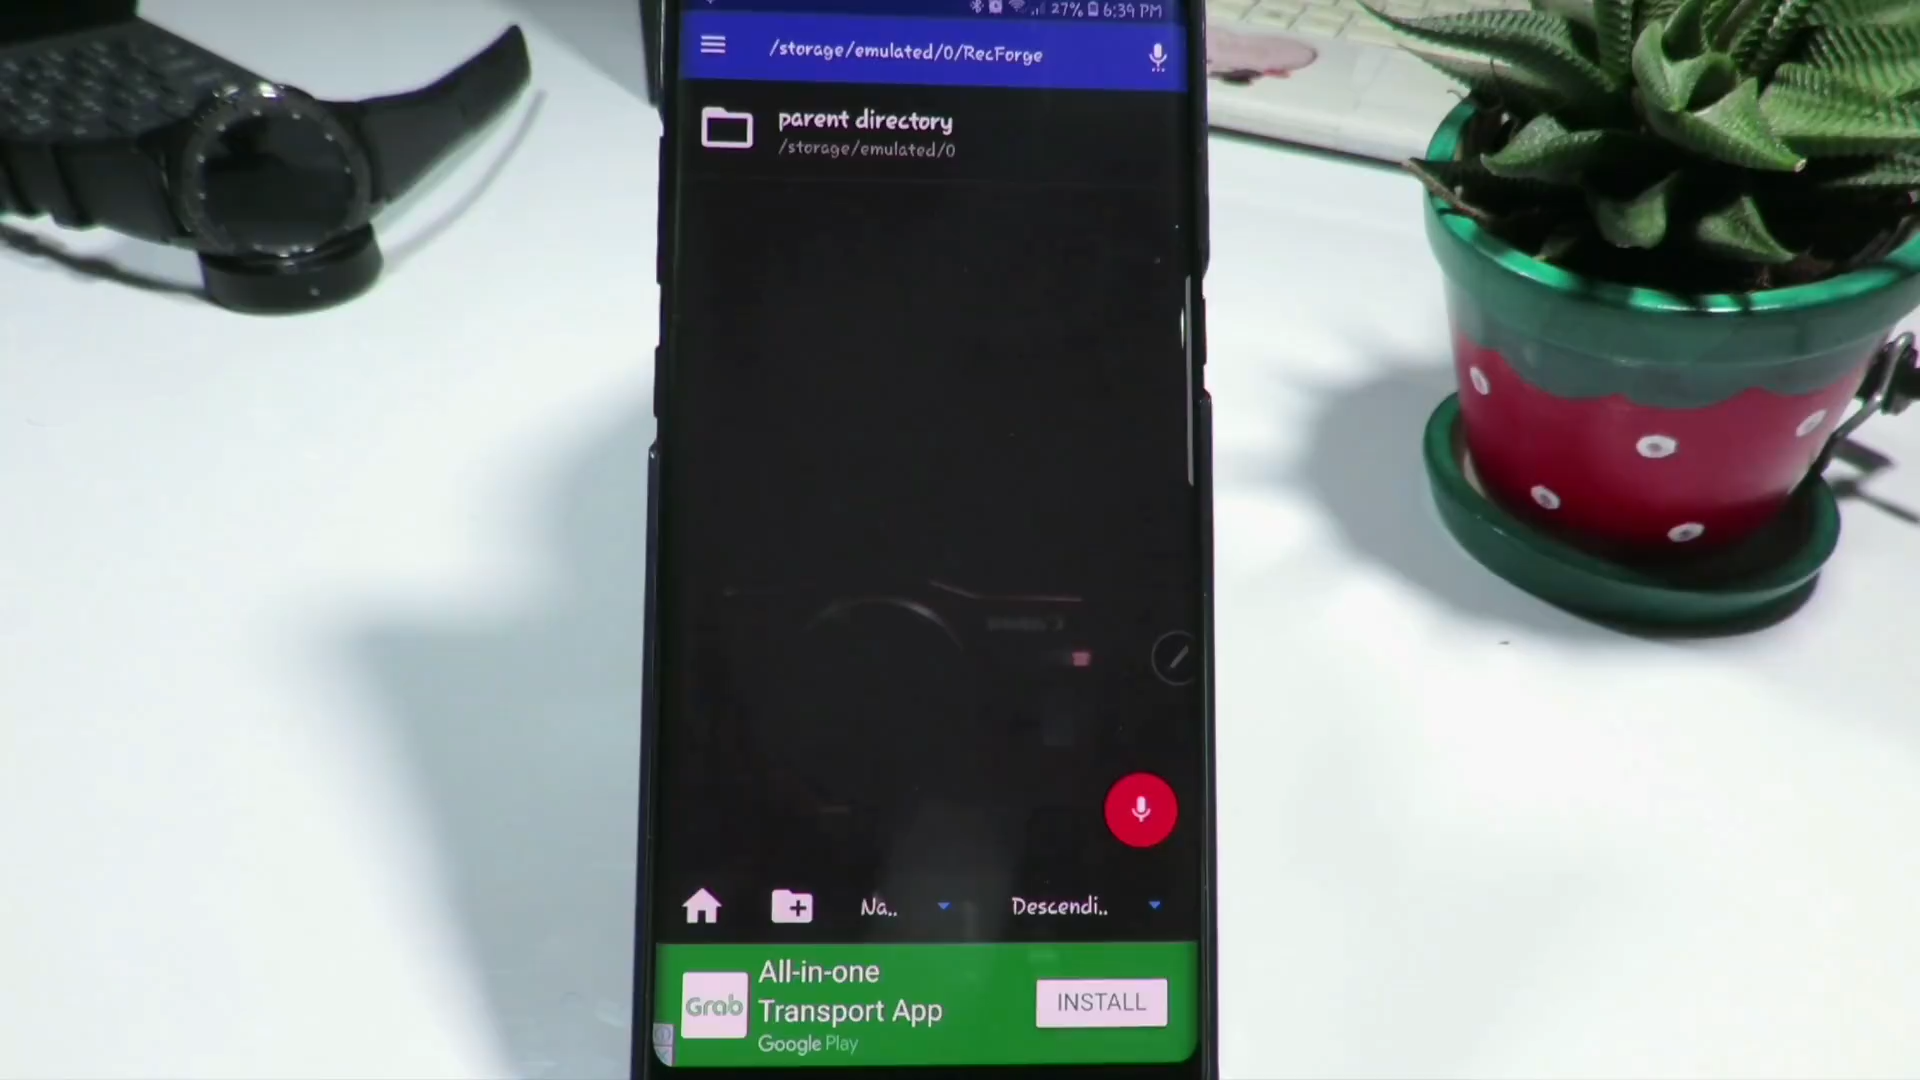 27% 6:39 PM
/storage/emulated/0/RecForge
parent directory
/storage/emulated/0
Na..
Descendi..
All-in-one
Grab
Transport App
INSTALL
Google Play